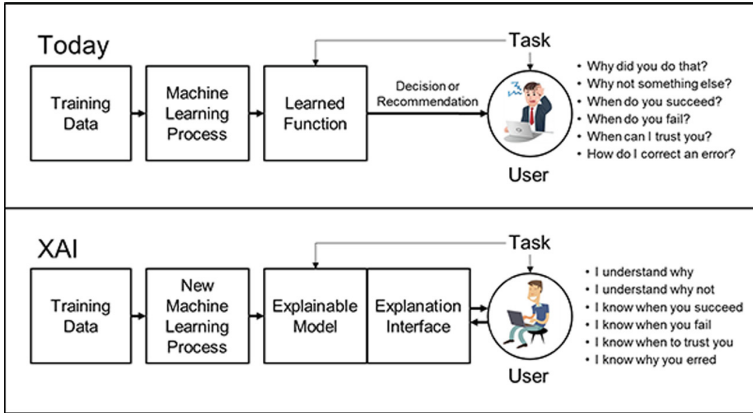 Today
Task
Training
Data
Machine
Learning
Process
Learned
Function
Decision or
Recommendation
User
• Why did you do that?
• Why not something else?
• When do you succeed?
• When do you fail?
• When can I trust you?
• How do I correct an error?
XAI
Task
Training
Data
New
Machine
Learning
Process
Explainable
Model
Explanation
Interface
User
• I understand why
• I understand why not
• I know when you succeed
• I know when you fail
• I know when to trust you
• I know why you erred